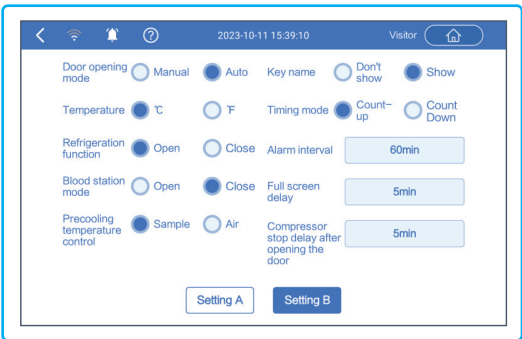 2023-10-11 15:39:10 Visitor
Door opening
mode
Manual
Auto
Key name
Don't
show
Show
Temperature
℃
℉
Timing mode
Count-
up
Count
Down
Refrigeration
function
Open
Close
Alarm interval
60min
Blood station
mode
Open
Close
Full screen
delay
5min
Precooling
temperature
control
Sample
Air
Compressor
stop delay after
opening the
door
5min
Setting A
Setting B